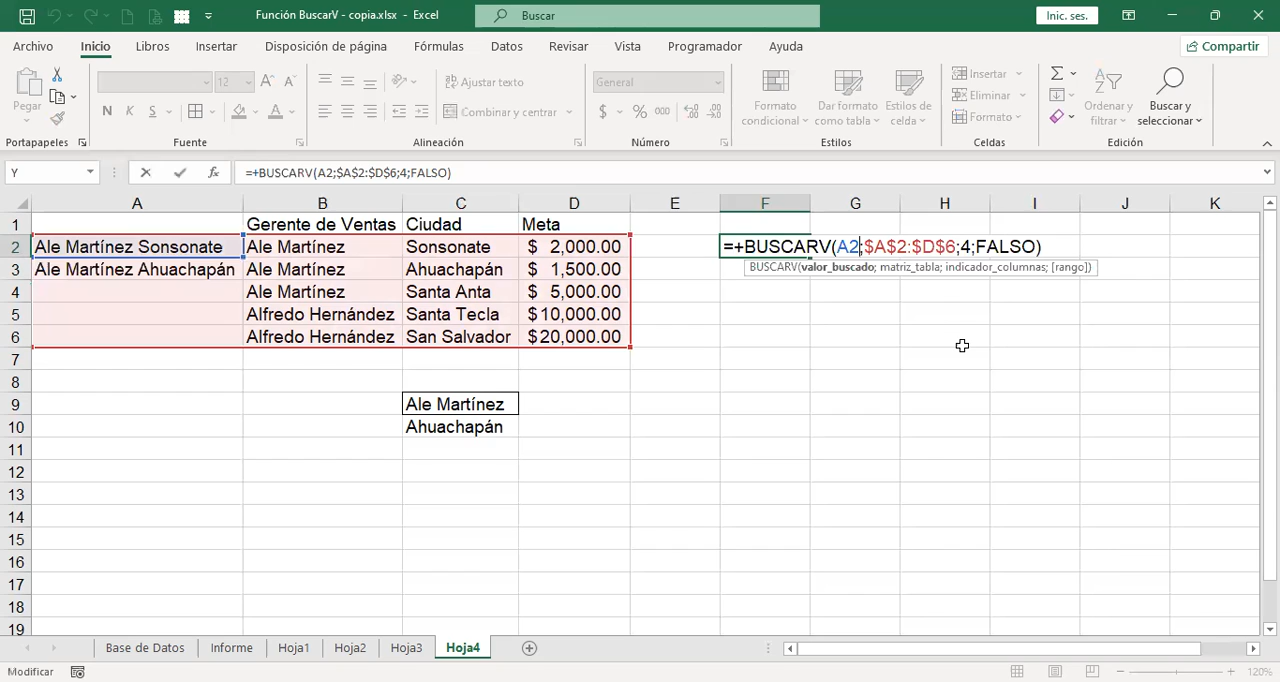 Función BuscarV - copia.xlsx - Excel
Buscar
Inic. ses.
Archivo Inicio Libros Insertar Disposición de página Fórmulas Datos Revisar Vista Programador Ayuda
Compartir
Pegar
12
N K S
Ajustar texto
Combinar y centrar
General
$ % 000
Formato condicional
Dar formato como tabla
Estilos de celda
Insertar
Eliminar
Formato
Ordenar y filtrar
Buscar y seleccionar
Portapapeles Fuente Alineación Número Estilos Celdas Edición
Y
fx
=+BUSCARV(A2;$A$2:$D$6;4;FALSO)
A B C D E F G H I J K
1 Gerente de Ventas Ciudad Meta
2 Ale Martínez Sonsonate Ale Martínez Sonsonate $ 2,000.00 =+BUSCARV(A2;$A$2:$D$6;4;FALSO)
BUSCARV(valor_buscado; matriz_tabla; indicador_columnas; [rango])
3 Ale Martínez Ahuachapán Ale Martínez Ahuachapán $ 1,500.00
4 Ale Martínez Santa Anta $ 5,000.00
5 Alfredo Hernández Santa Tecla $10,000.00
6 Alfredo Hernández San Salvador $20,000.00
7
8
9 Ale Martínez
10 Ahuachapán
11
12
13
14
15
16
17
18
19
Base de Datos Informe Hoja1 Hoja2 Hoja3 Hoja4
Modificar
120%